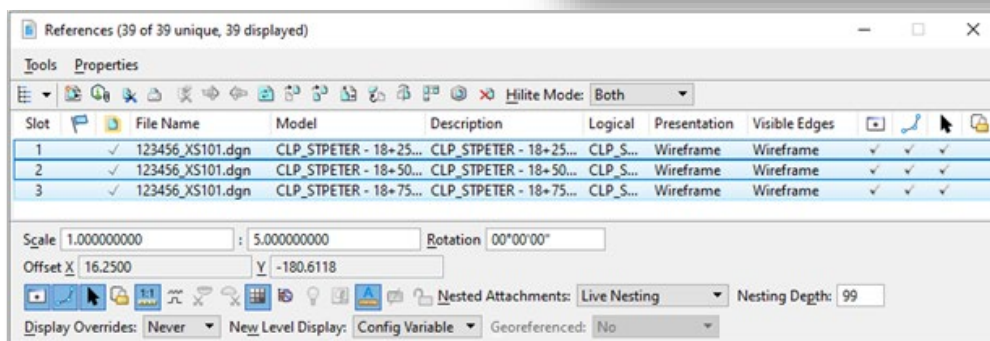 References (39 of 39 unique, 39 displayed)
Tools Properties
Hilite Mode: Both
Slot File Name Model Description Logical Presentation Visible Edges
1 123456_XS101.dgn CLP_STPETER - 18+25... CLP_STPETER - 18+25... CLP_S... Wireframe Wireframe
2 123456_XS101.dgn CLP_STPETER - 18+50... CLP_STPETER - 18+50... CLP_S... Wireframe Wireframe
3 123456_XS101.dgn CLP_STPETER - 18+75... CLP_STPETER - 18+75... CLP_S... Wireframe Wireframe
Scale 1.000000000 : 5.000000000 Rotation 00°00'00"
Offset X 16.2500 Y -180.6118
1:1 A Nested Attachments: Live Nesting Nesting Depth: 99
Display Overrides: Never New Level Display: Config Variable Georeferenced: No